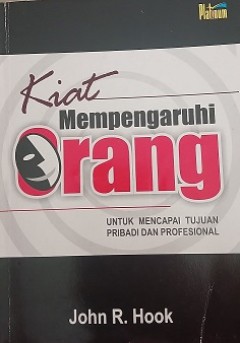 Platinum
Kiat
Mempengaruhi
Orang
UNTUK MENCAPAI TUJUAN
PRIBADI DAN PROFESIONAL
John R. Hook